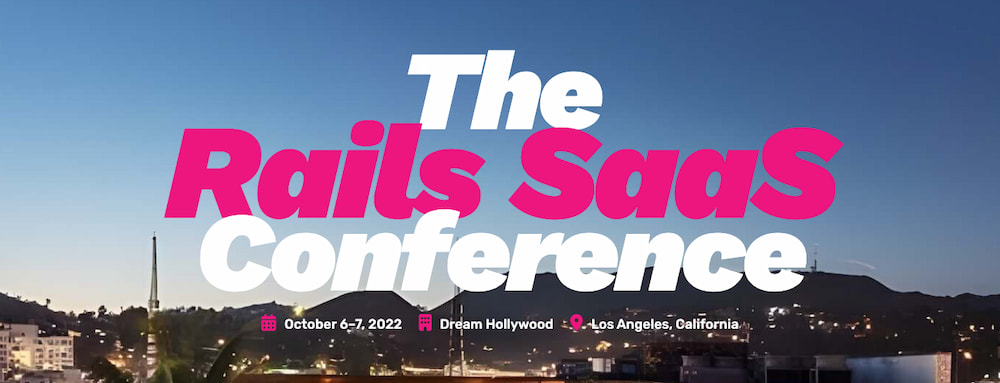 The
Rails SaaS
Conference
October 6–7, 2022 Dream Hollywood Los Angeles, California